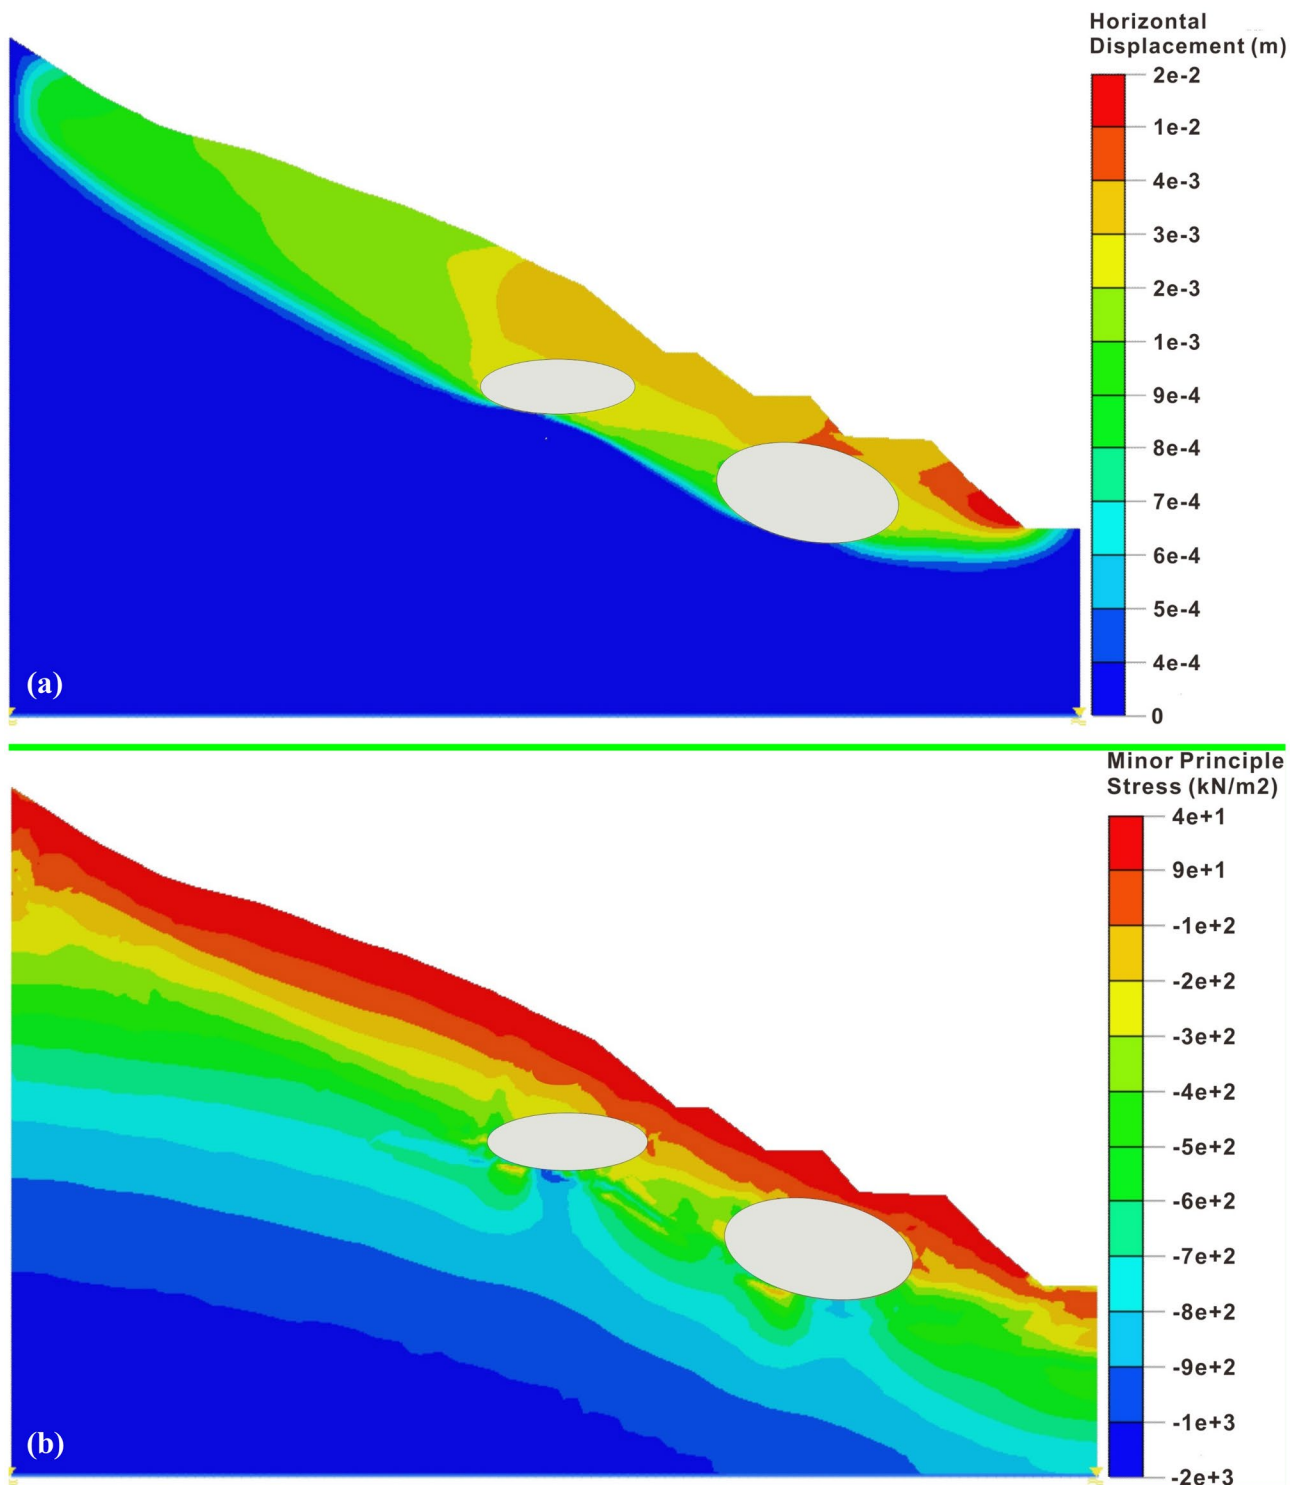 Horizontal
Displacement (m)
2e-2
1e-2
4e-3
3e-3
2e-3
1e-3
9e-4
8e-4
7e-4
6e-4
5e-4
4e-4
0
(a)
Minor Principle
Stress (kN/m2)
4e+1
9e+1
-1e+2
-2e+2
-3e+2
-4e+2
-5e+2
-6e+2
-7e+2
-8e+2
-9e+2
-1e+3
-2e+3
(b)